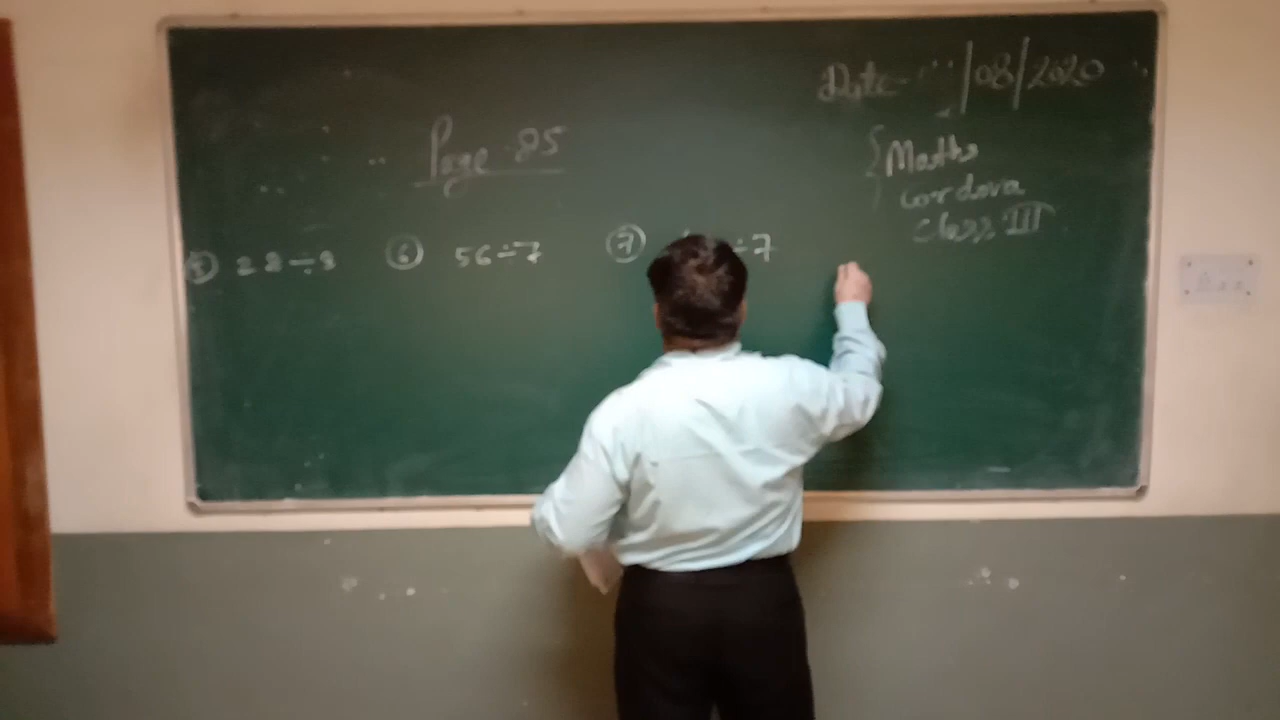 Date- /08/2020
Page 85
Maths
cordova
class III
⑤ 28÷8 ⑥ 56÷7 ⑦ ÷7